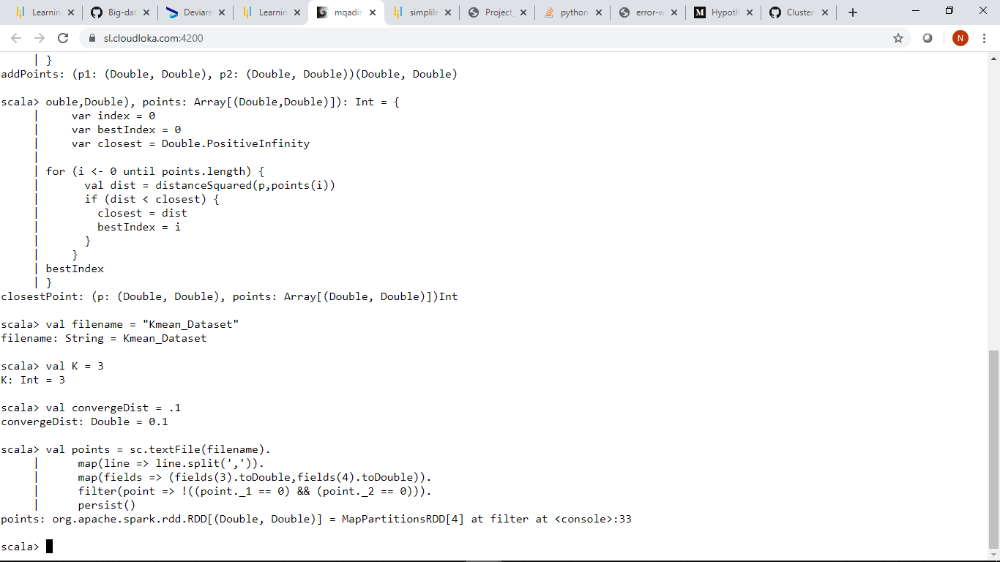 Learnin
Big-dat
Deviare
Learnin
mqadir
simplile
Project_
python
error-w
Hypoth
Cluster
sl.cloudloka.com:4200
N
| }
addPoints: (p1: (Double, Double), p2: (Double, Double))(Double, Double)
scala> ouble,Double), points: Array[(Double,Double)]): Int = {
|     var index = 0
|     var bestIndex = 0
|     var closest = Double.PositiveInfinity
|
| for (i <- 0 until points.length) {
|       val dist = distanceSquared(p,points(i))
|       if (dist < closest) {
|         closest = dist
|         bestIndex = i
|       }
|     }
| bestIndex
| }
closestPoint: (p: (Double, Double), points: Array[(Double, Double)])Int
scala> val filename = "Kmean_Dataset"
filename: String = Kmean_Dataset
scala> val K = 3
K: Int = 3
scala> val convergeDist = .1
convergeDist: Double = 0.1
scala> val points = sc.textFile(filename).
|      map(line => line.split(',')).
|      map(fields => (fields(3).toDouble,fields(4).toDouble)).
|      filter(point => !((point._1 == 0) && (point._2 == 0))).
|      persist()
points: org.apache.spark.rdd.RDD[(Double, Double)] = MapPartitionsRDD[4] at filter at <console>:33
scala>